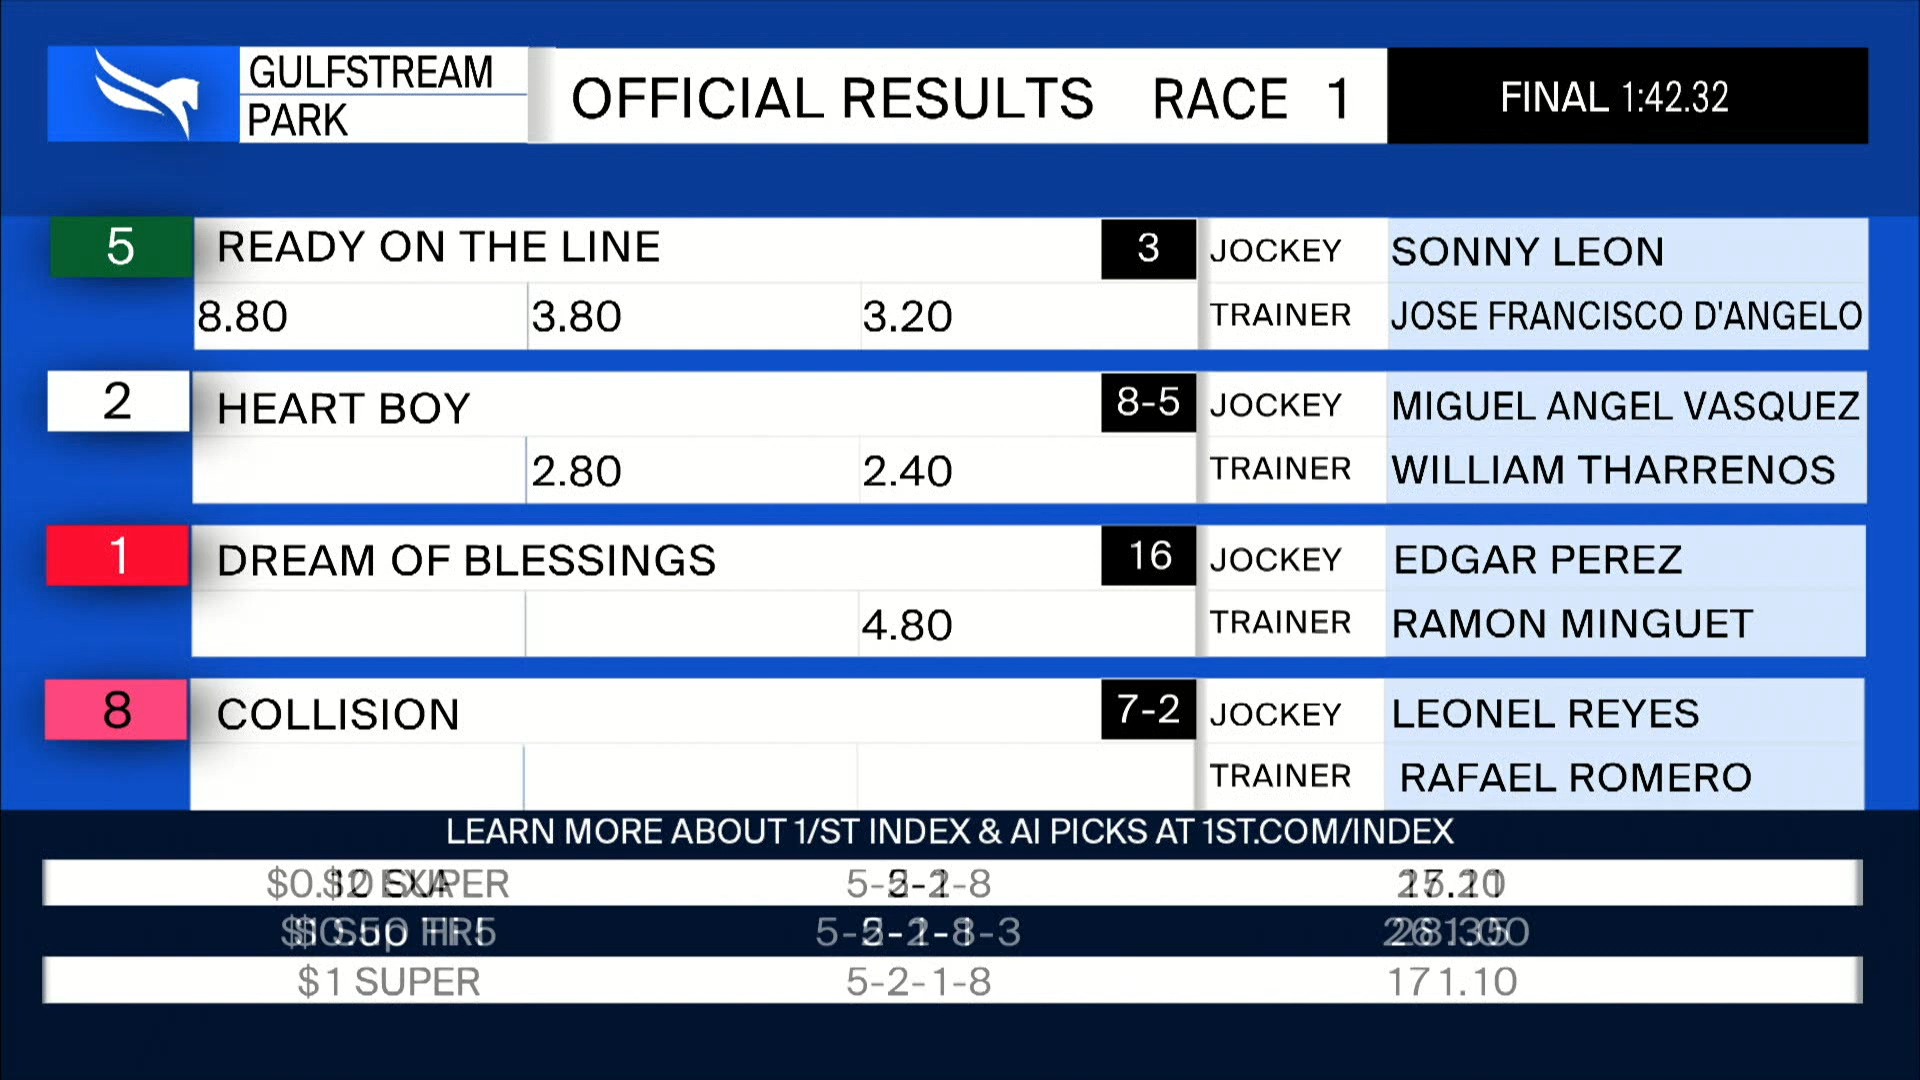 GULFSTREAM
PARK
OFFICIAL RESULTS RACE 1
FINAL 1:42.32
5 READY ON THE LINE 3 JOCKEY SONNY LEON
8.80 3.80 3.20 TRAINER JOSE FRANCISCO D'ANGELO
2 HEART BOY 8-5 JOCKEY MIGUEL ANGEL VASQUEZ
2.80 2.40 TRAINER WILLIAM THARRENOS
1 DREAM OF BLESSINGS 16 JOCKEY EDGAR PEREZ
4.80 TRAINER RAMON MINGUET
8 COLLISION 7-2 JOCKEY LEONEL REYES
TRAINER RAFAEL ROMERO
LEARN MORE ABOUT 1/ST INDEX & AI PICKS AT 1ST.COM/INDEX
$1 SUPER 5-2-1-8 171.10